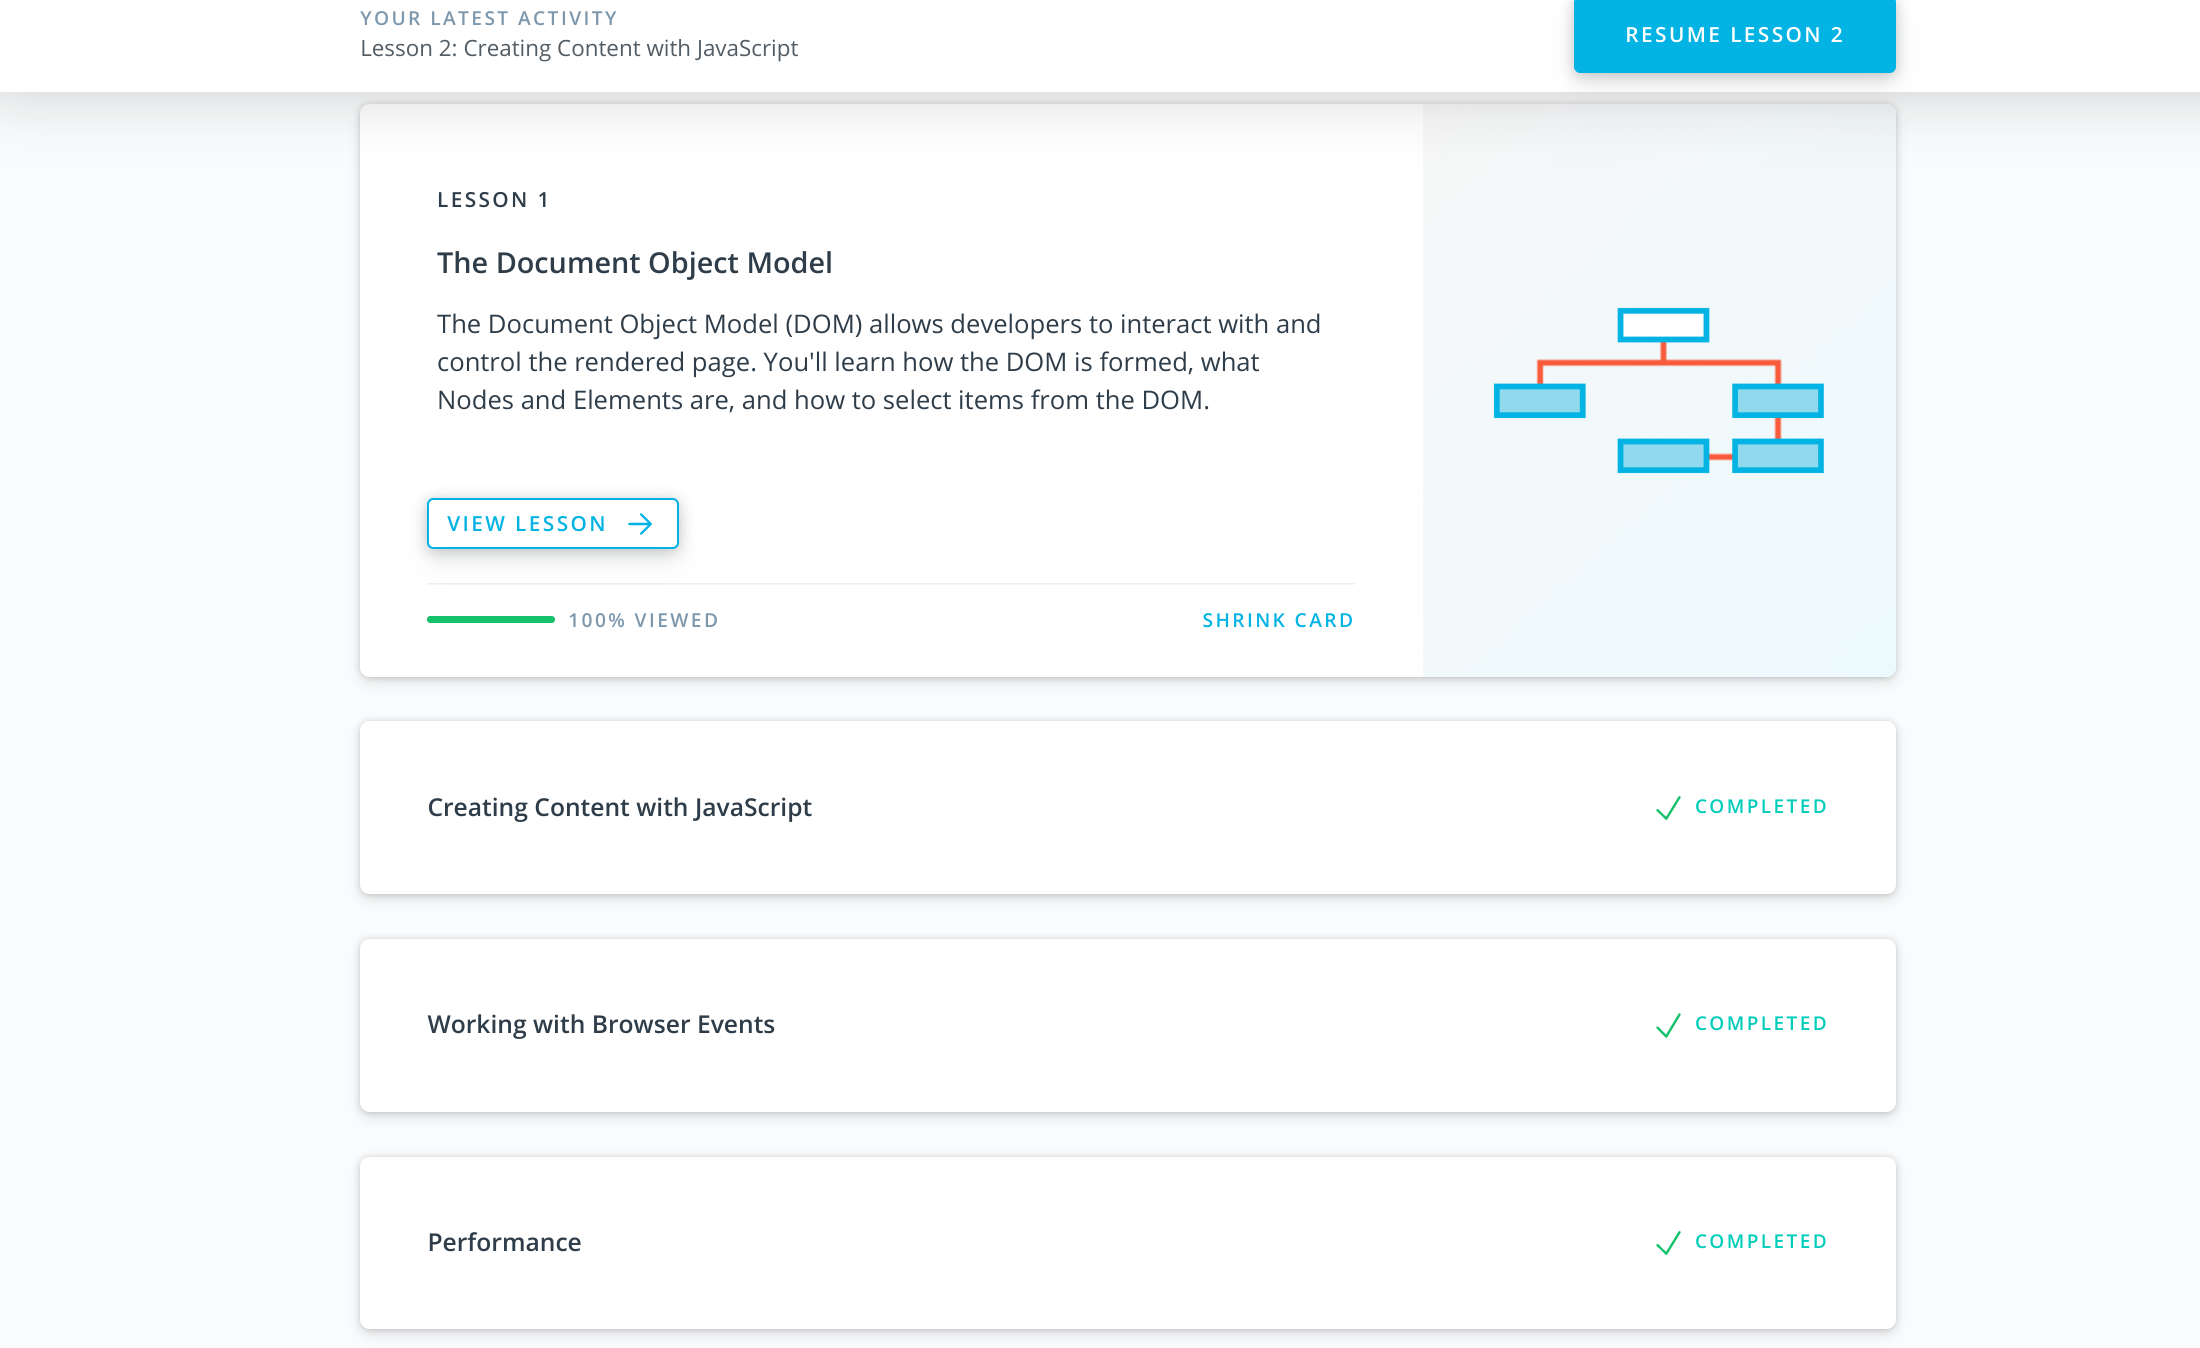 YOUR LATEST ACTIVITY
Lesson 2: Creating Content with JavaScript
RESUME LESSON 2
LESSON 1
The Document Object Model
The Document Object Model (DOM) allows developers to interact with and
control the rendered page. You'll learn how the DOM is formed, what
Nodes and Elements are, and how to select items from the DOM.
VIEW LESSON
100% VIEWED
SHRINK CARD
Creating Content with JavaScript
COMPLETED
Working with Browser Events
COMPLETED
Performance
COMPLETED